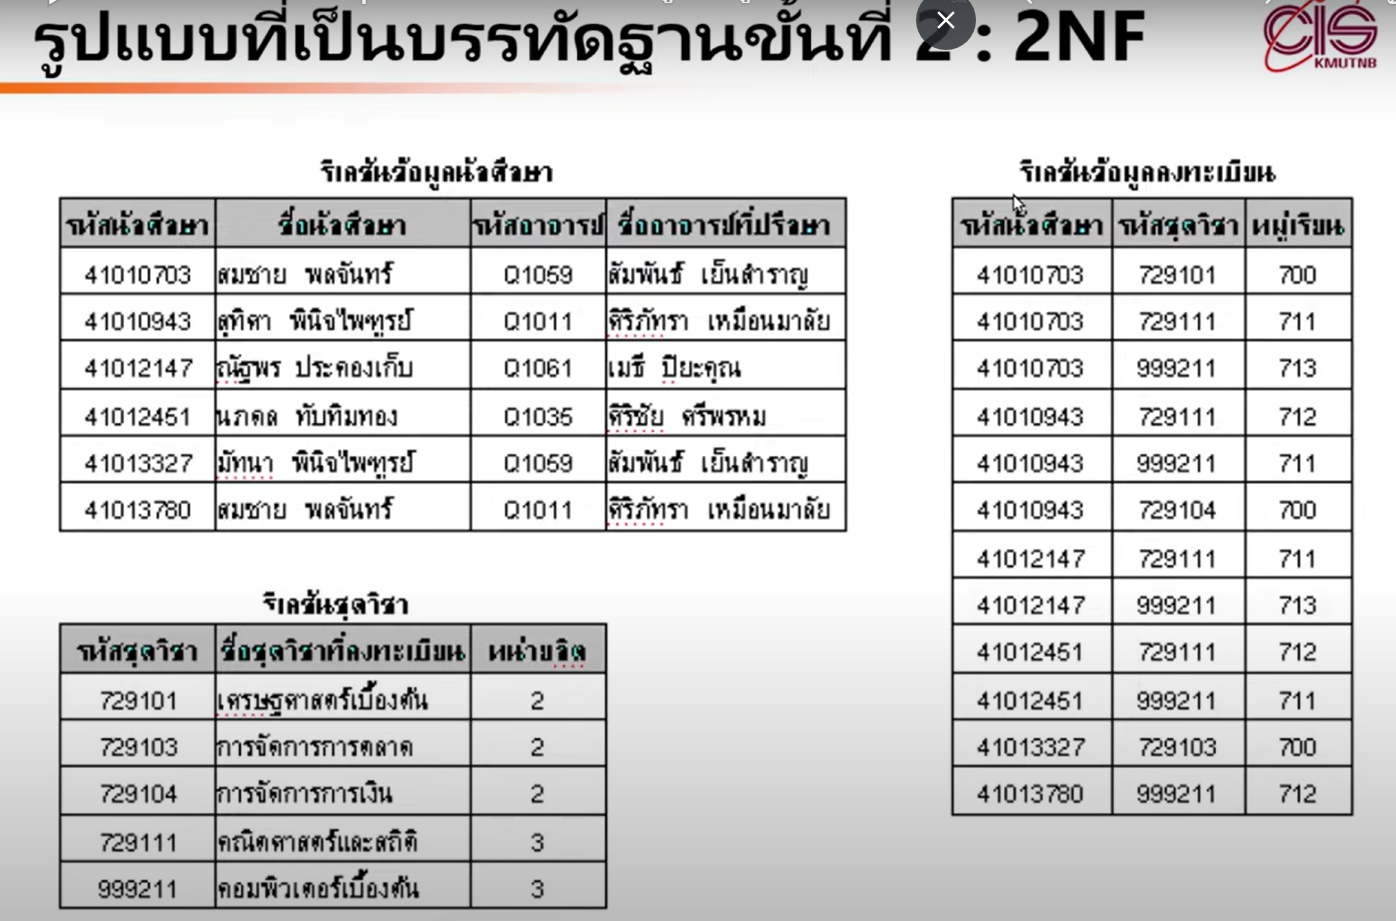 รูปแบบที่เป็นบรรทัดฐานขั้นที่ 2 : 2NF
CIS
KMUTNB
รีเลชันข้อมูลนักศึกษา
รหัสนักศึกษา ชื่อนักศึกษา รหัสอาจารย์ ชื่ออาจารย์ที่ปรึกษา
41010703 สมชาย พลจันทร์ Q1059 สัมพันธ์ เย็นสำราญ
41010943 สุทิศา พินิจไพฑูรย์ Q1011 ศิริภัทรา เหมือนมาลัย
41012147 ณัฐพร ประคองเก็บ Q1061 เมธี ปิยะคุณ
41012451 นภดล ทับทิมทอง Q1035 ศิริชัย ศรีพรหม
41013327 มัทนา พินิจไพฑูรย์ Q1059 สัมพันธ์ เย็นสำราญ
41013780 สมชาย พลจันทร์ Q1011 ศิริภัทรา เหมือนมาลัย
รีเลชันชุดวิชา
รหัสชุดวิชา ชื่อชุดวิชาที่ลงทะเบียน หน่วยกิต
729101 เศรษฐศาสตร์เบื้องต้น 2
729103 การจัดการการตลาด 2
729104 การจัดการการเงิน 2
729111 คณิตศาสตร์และสถิติ 3
999211 คอมพิวเตอร์เบื้องต้น 3
รีเลชันข้อมูลลงทะเบียน
รหัสนักศึกษา รหัสชุดวิชา หมู่เรียน
41010703 729101 700
41010703 729111 711
41010703 999211 713
41010943 729111 712
41010943 999211 711
41010943 729104 700
41012147 729111 711
41012147 999211 713
41012451 729111 712
41012451 999211 711
41013327 729103 700
41013780 999211 712